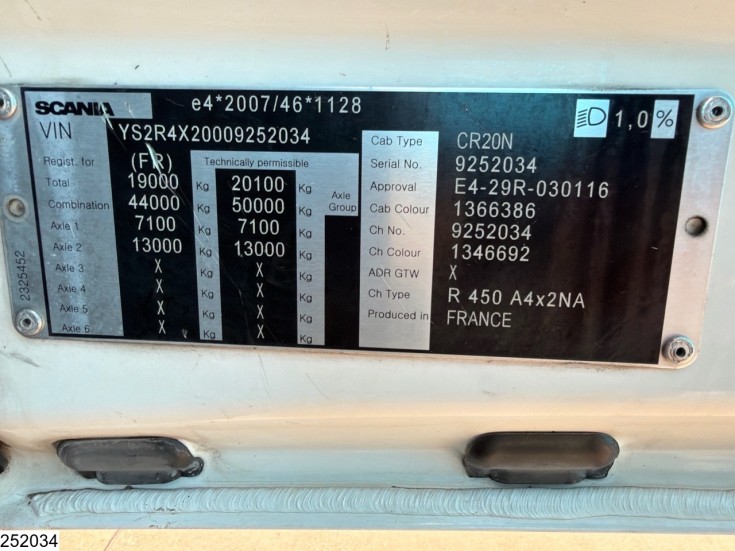 SCANIA e4*2007/46*1128 1,0%
VIN YS2R4X20009252034
Regist. for (FR) Technically permissible
Total 19000 Kg 20100 Kg Axle Group
Combination 44000 Kg 50000 Kg
Axle 1 7100 Kg 7100 Kg
Axle 2 13000 Kg 13000 Kg
Axle 3 X Kg X Kg
Axle 4 X Kg X Kg
Axle 5 X Kg X Kg
Axle 6 X Kg X Kg
2325452
Cab Type CR20N
Serial No. 9252034
Approval E4-29R-030116
Cab Colour 1366386
Ch No. 9252034
Ch Colour 1346692
ADR GTW X
Ch Type R 450 A4x2NA
Produced in FRANCE
252034